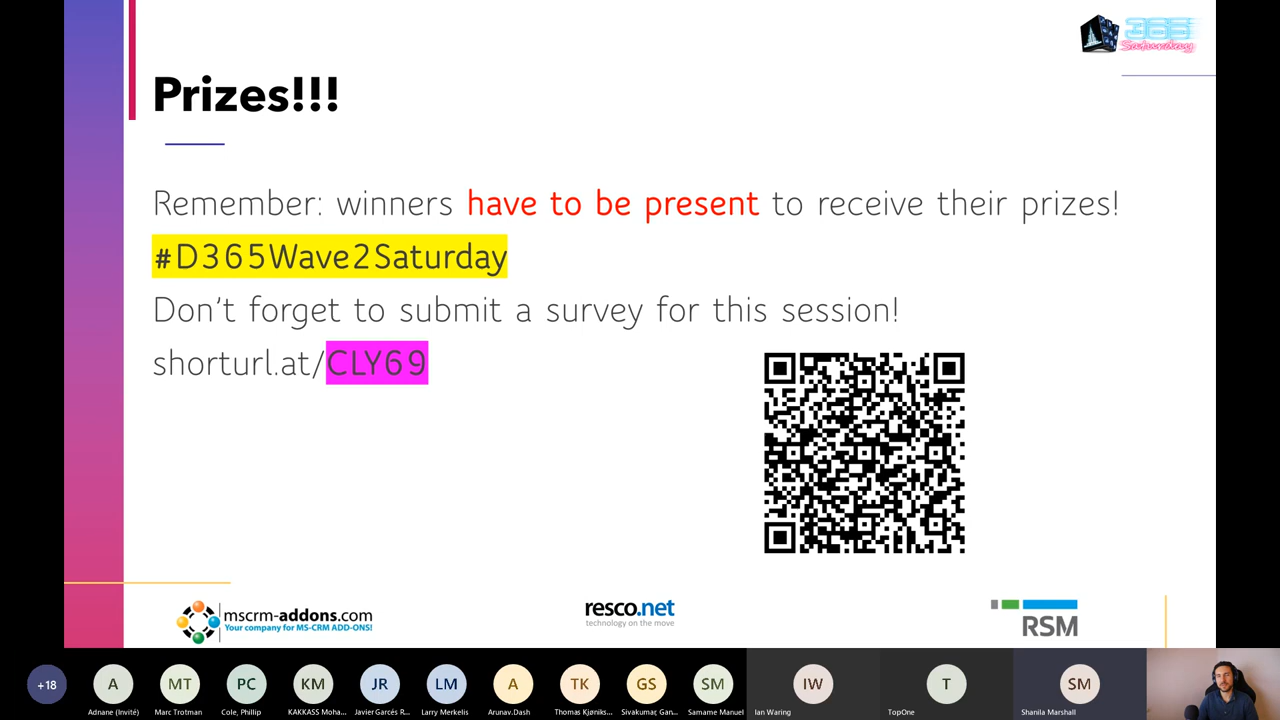 365
Saturday
Prizes!!!
Remember: winners have to be present to receive their prizes!
#D365Wave2Saturday
Don't forget to submit a survey for this session!
shorturl.at/CLY69
mscrm-addons.com
Your company for MS-CRM ADD-ONS!
resco.net
technology on the move
RSM
+18
A
MT
PC
KM
JR
LM
A
TK
GS
SM
IW
T
SM
Adnane (Invité)
Marc Trotman
Cole, Phillip
KAKKASS Moha...
Javier Garcés R...
Larry Merkelis
Arunav.Dash
Thomas Kjøniks...
Sivakumar, Gan...
Samame Manuel
Ian Waring
TopOne
Shanila Marshall